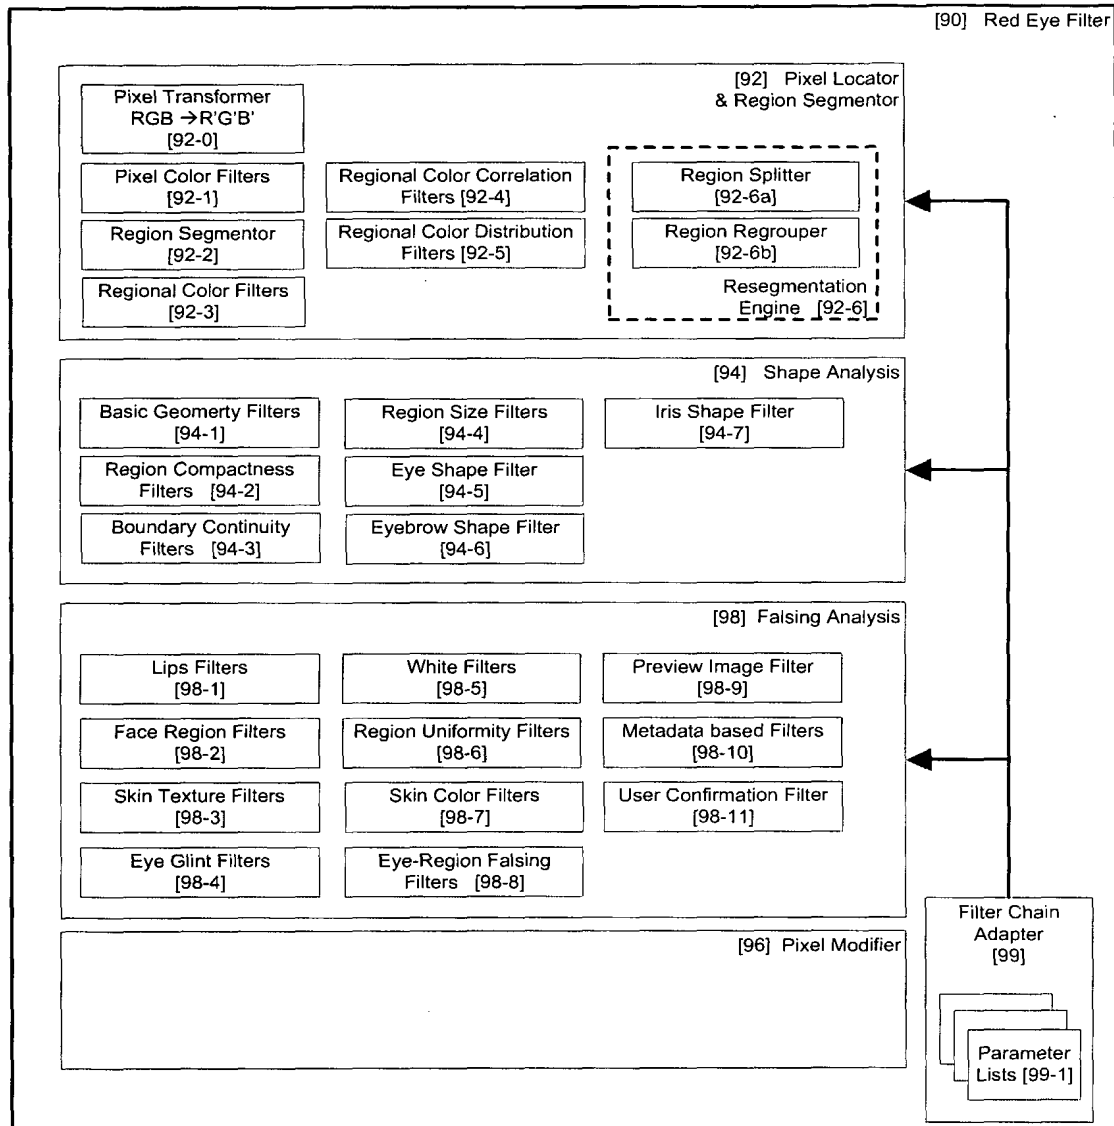 [90] Red Eye Filter
[92] Pixel Locator
& Region Segmentor
Pixel Transformer
RGB →R'G'B'
[92-0]
Pixel Color Filters
[92-1]
Region Segmentor
[92-2]
Regional Color Filters
[92-3]
Regional Color Correlation
Filters [92-4]
Regional Color Distribution
Filters [92-5]
Region Splitter
[92-6a]
Region Regrouper
[92-6b]
Resegmentation
Engine [92-6]
[94] Shape Analysis
Basic Geomerty Filters
[94-1]
Region Compactness
Filters [94-2]
Boundary Continuity
Filters [94-3]
Region Size Filters
[94-4]
Eye Shape Filter
[94-5]
Eyebrow Shape Filter
[94-6]
Iris Shape Filter
[94-7]
[98] Falsing Analysis
Lips Filters
[98-1]
Face Region Filters
[98-2]
Skin Texture Filters
[98-3]
Eye Glint Filters
[98-4]
White Filters
[98-5]
Region Uniformity Filters
[98-6]
Skin Color Filters
[98-7]
Eye-Region Falsing
Filters [98-8]
Preview Image Filter
[98-9]
Metadata based Filters
[98-10]
User Confirmation Filter
[98-11]
[96] Pixel Modifier
Filter Chain
Adapter
[99]
Parameter
Lists [99-1]